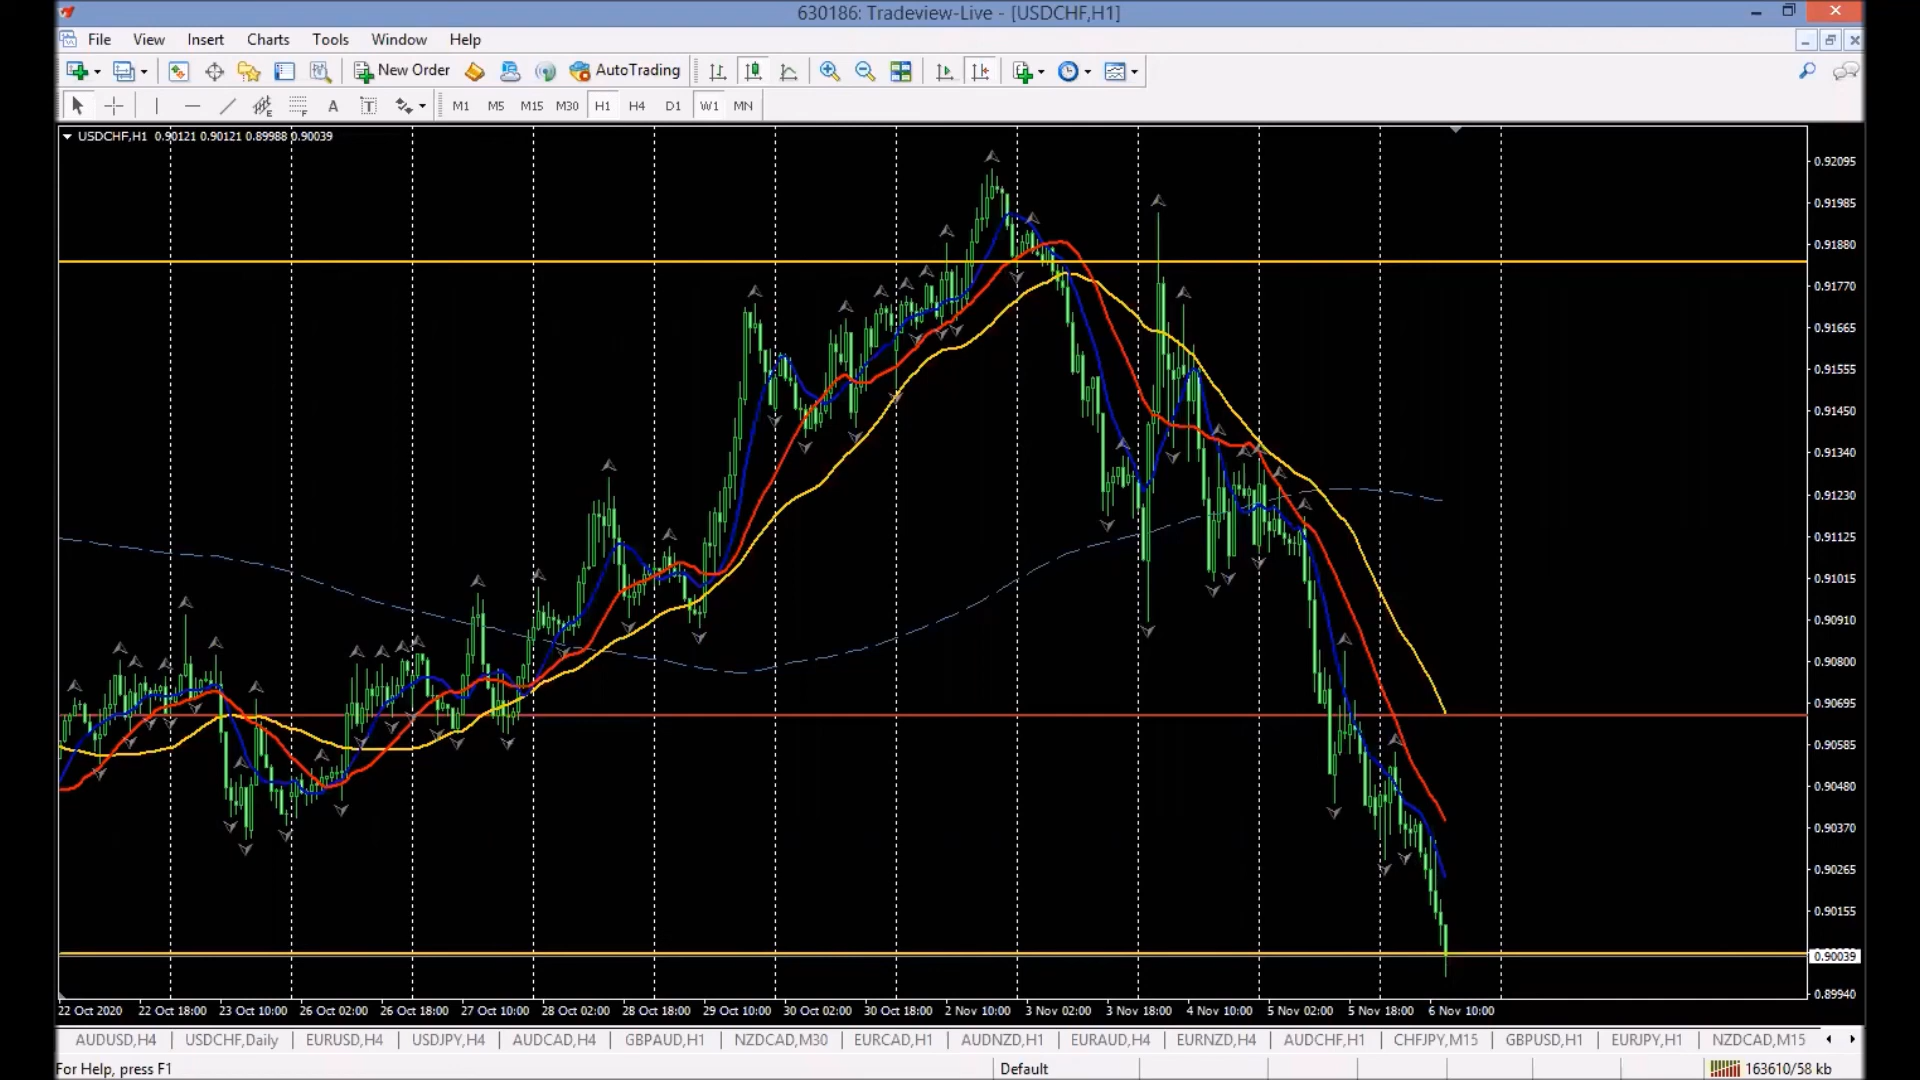 630186: Tradeview-Live - [USDCHF,H1]
File View Insert Charts Tools Window Help
New Order AutoTrading
A T M1 M5 M15 M30 H1 H4 D1 W1 MN
USDCHF,H1 0.90121 0.90121 0.89988 0.90039
0.92095
0.91985
0.91880
0.91770
0.91665
0.91555
0.91450
0.91340
0.91230
0.91125
0.91015
0.90910
0.90800
0.90695
0.90585
0.90480
0.90370
0.90265
0.90155
0.90039
0.89940
22 Oct 2020 22 Oct 18:00 23 Oct 10:00 26 Oct 02:00 26 Oct 18:00 27 Oct 10:00 28 Oct 02:00 28 Oct 18:00 29 Oct 10:00 30 Oct 02:00 30 Oct 18:00 2 Nov 10:00 3 Nov 02:00 3 Nov 18:00 4 Nov 10:00 5 Nov 02:00 5 Nov 18:00 6 Nov 10:00
AUDUSD,H4 USDCHF,Daily EURUSD,H4 USDJPY,H4 AUDCAD,H4 GBPAUD,H1 NZDCAD,M30 EURCAD,H1 AUDNZD,H1 EURAUD,H4 EURNZD,H4 AUDCHF,H1 CHFJPY,M15 GBPUSD,H1 EURJPY,H1 NZDCAD,M15
For Help, press F1 Default 163610/58 kb